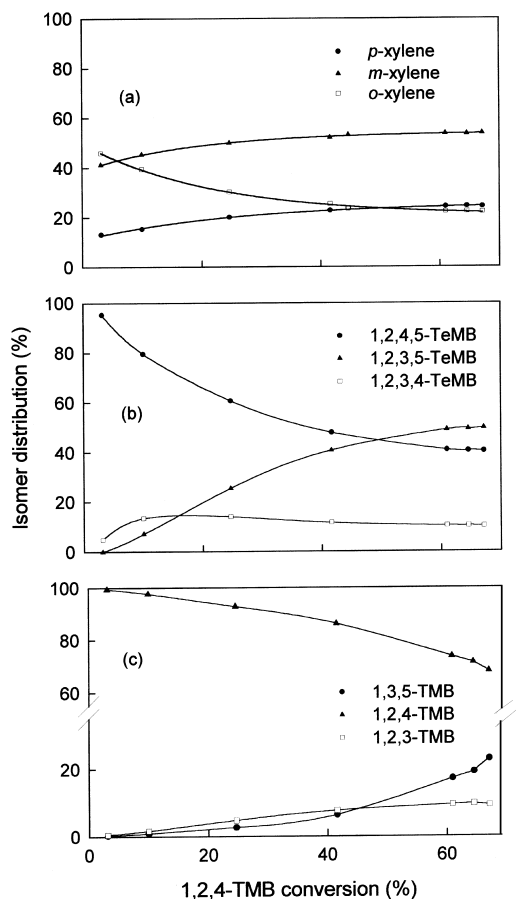 100
(a)
p-xylene
m-xylene
o-xylene
80
60
40
20
0
100
(b)
1,2,4,5-TeMB
1,2,3,5-TeMB
1,2,3,4-TeMB
80
60
40
20
0
Isomer distribution (%)
100
(c)
80
60
1,3,5-TMB
1,2,4-TMB
1,2,3-TMB
20
0
0 20 40 60
1,2,4-TMB conversion (%)